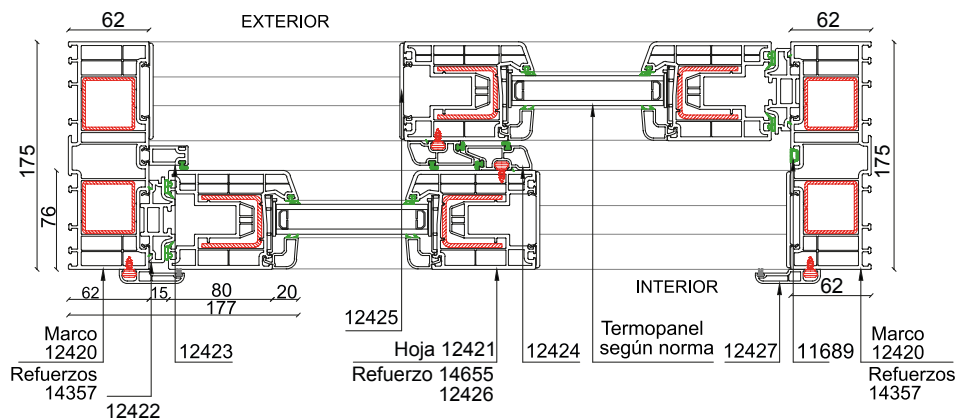 62
EXTERIOR
62
175
76
175
INTERIOR
62
15
80
20
62
177
12425
Marco
12420
Refuerzos
14357
12423
12422
Hoja 12421
Refuerzo 14655
12426
12424
Termopanel
según norma
12427
11689
Marco
12420
Refuerzos
14357